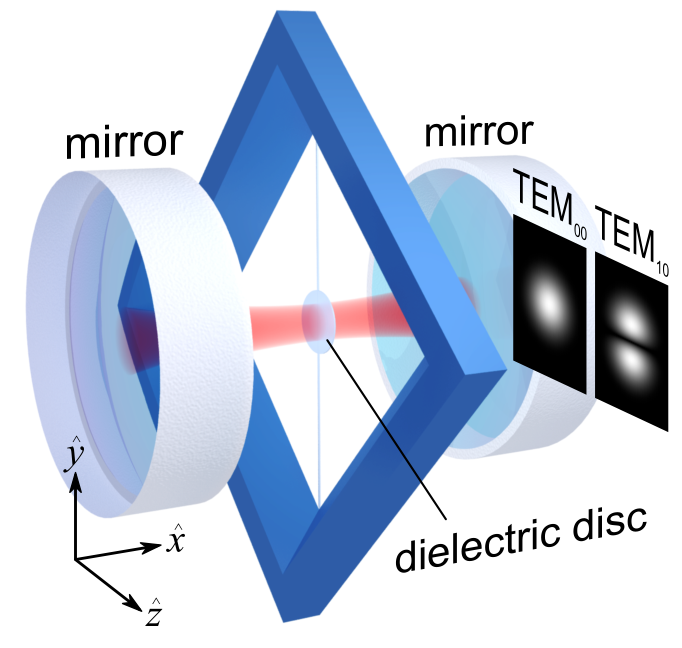 mirror
mirror
TEM₀₀
TEM₁₀
dielectric disc
ŷ
x̂
ẑ